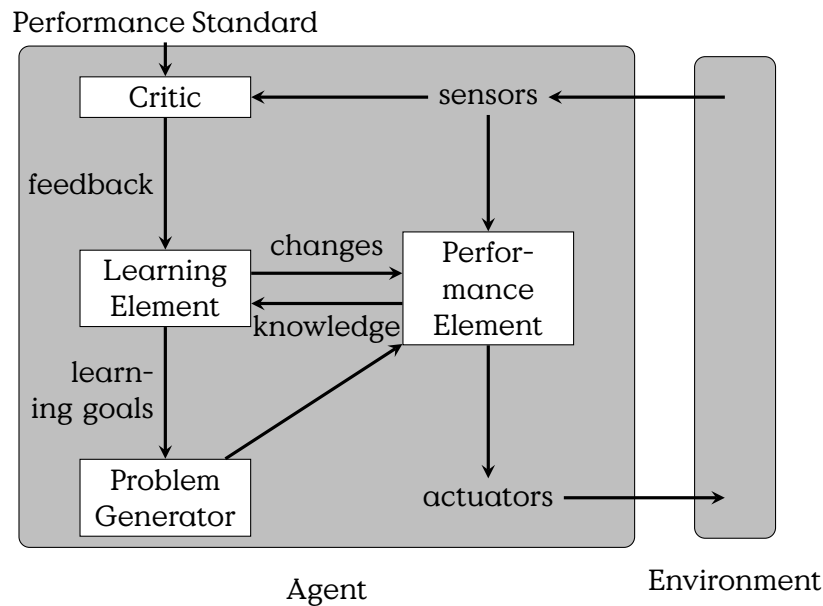 Performance Standard
Critic
sensors
feedback
changes
Perfor-
mance
Element
Learning
Element
knowledge
learn-
ing goals
Problem
Generator
actuators
Agent
Environment